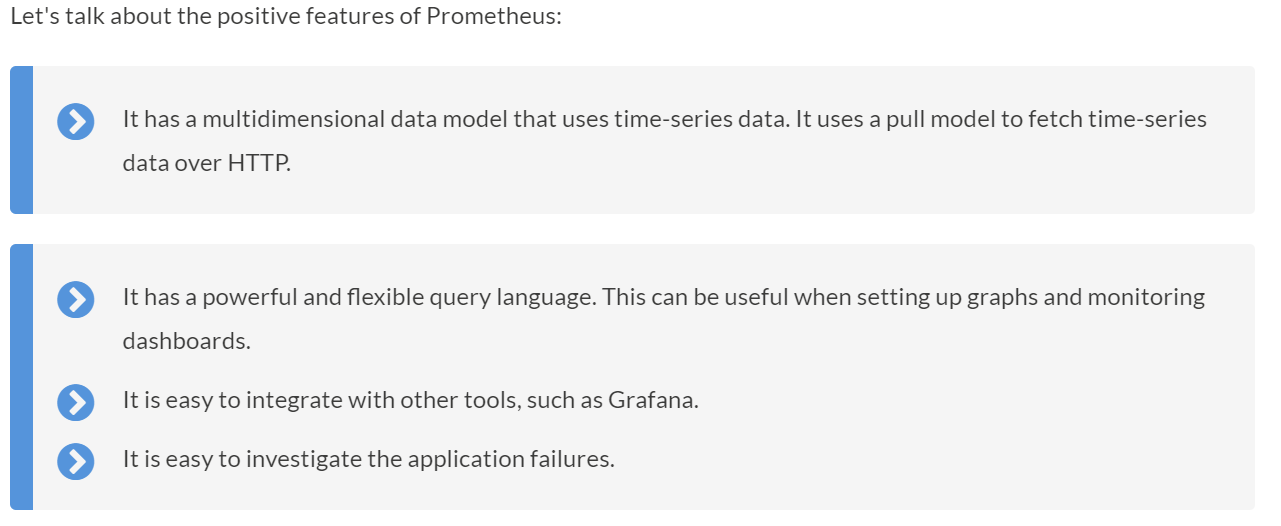 Let's talk about the positive features of Prometheus:
It has a multidimensional data model that uses time-series data. It uses a pull model to fetch time-series
data over HTTP.
It has a powerful and flexible query language. This can be useful when setting up graphs and monitoring
dashboards.
It is easy to integrate with other tools, such as Grafana.
It is easy to investigate the application failures.